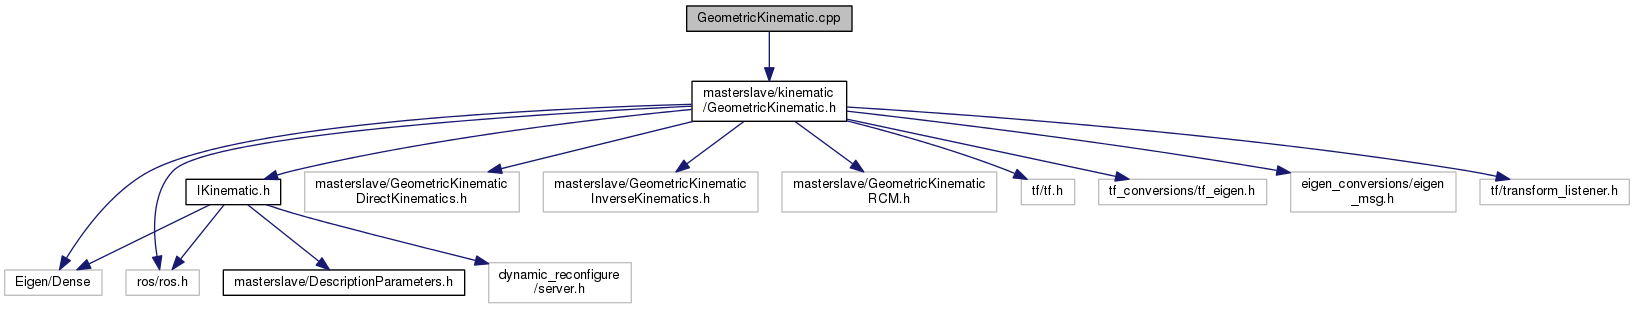 GeometricKinematic.cpp
masterslave/kinematic
/GeometricKinematic.h
IKinematic.h
masterslave/GeometricKinematic
DirectKinematics.h
masterslave/GeometricKinematic
InverseKinematics.h
masterslave/GeometricKinematic
RCM.h
tf/tf.h
tf_conversions/tf_eigen.h
eigen_conversions/eigen
_msg.h
tf/transform_listener.h
Eigen/Dense
ros/ros.h
masterslave/DescriptionParameters.h
dynamic_reconfigure
/server.h